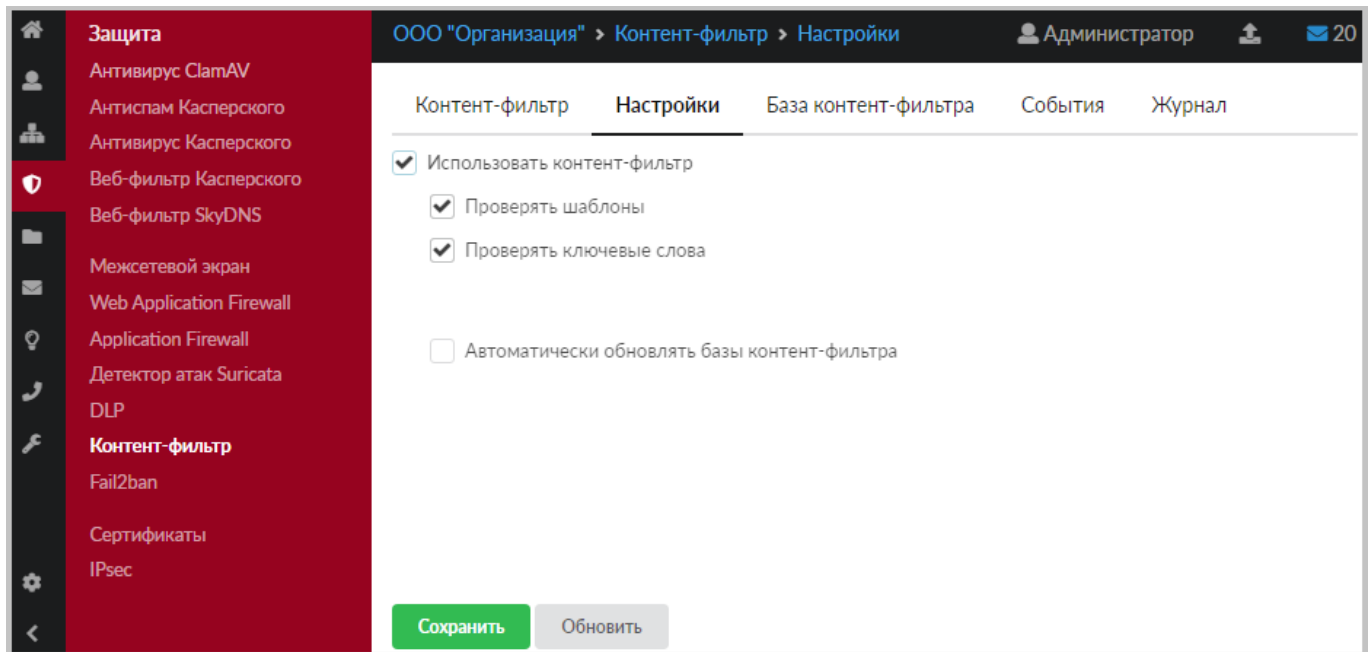 Защита
Антивирус ClamAV
Антиспам Касперского
Антивирус Касперского
Веб-фильтр Касперского
Веб-фильтр SkyDNS
Межсетевой экран
Web Application Firewall
Application Firewall
Детектор атак Suricata
DLP
Контент-фильтр
Fail2ban
Сертификаты
IPsec
ООО "Организация" > Контент-фильтр > Настройки
Администратор
20
Контент-фильтр Настройки База контент-фильтра События Журнал
Использовать контент-фильтр
Проверять шаблоны
Проверять ключевые слова
Автоматически обновлять базы контент-фильтра
Сохранить Обновить